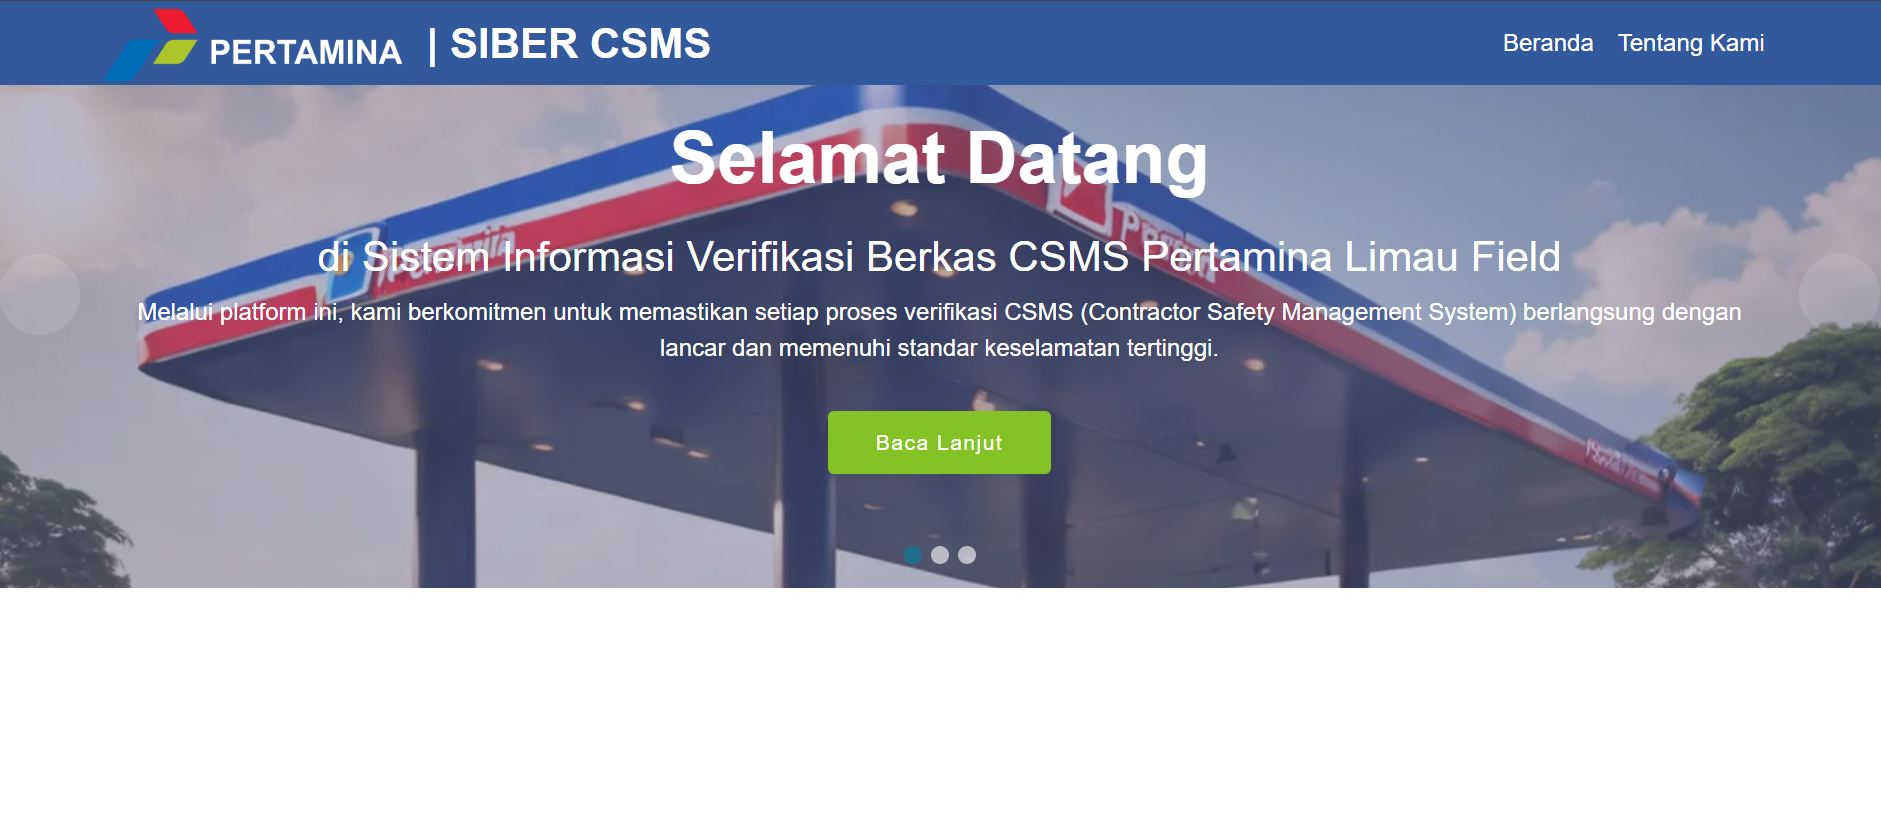 PERTAMINA | SIBER CSMS
Beranda Tentang Kami
Selamat Datang
di Sistem Informasi Verifikasi Berkas CSMS Pertamina Limau Field
Melalui platform ini, kami berkomitmen untuk memastikan setiap proses verifikasi CSMS (Contractor Safety Management System) berlangsung dengan
lancar dan memenuhi standar keselamatan tertinggi.
Baca Lanjut